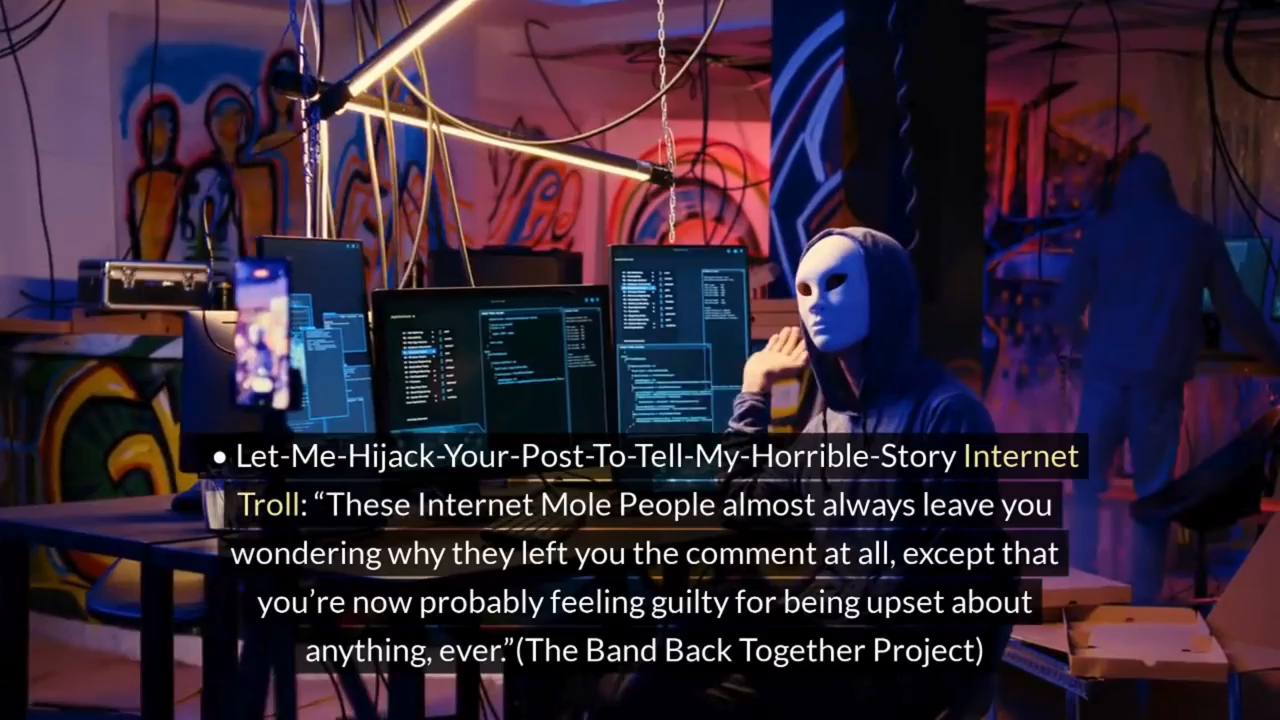 • Let-Me-Hijack-Your-Post-To-Tell-My-Horrible-Story Internet
Troll: “These Internet Mole People almost always leave you
wondering why they left you the comment at all, except that
you’re now probably feeling guilty for being upset about
anything, ever.”(The Band Back Together Project)